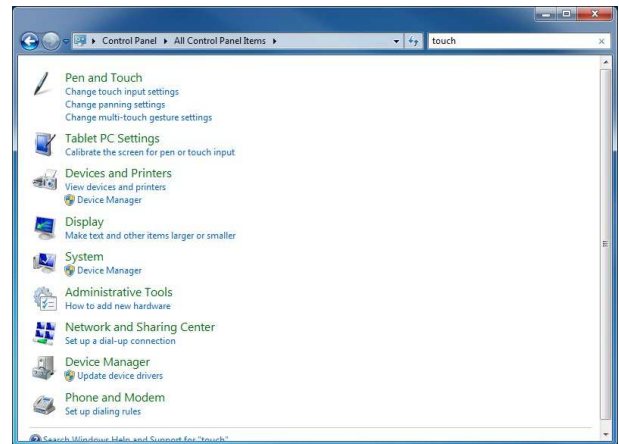 Control Panel ▸ All Control Panel Items ▸ touch
Pen and Touch
Change touch input settings
Change panning settings
Change multi-touch gesture settings
Tablet PC Settings
Calibrate the screen for pen or touch input
Devices and Printers
View devices and printers
Device Manager
Display
Make text and other items larger or smaller
System
Device Manager
Administrative Tools
How to add new hardware
Network and Sharing Center
Set up a dial-up connection
Device Manager
Update device drivers
Phone and Modem
Set up dialing rules
Search Windows Help and Support for "touch"